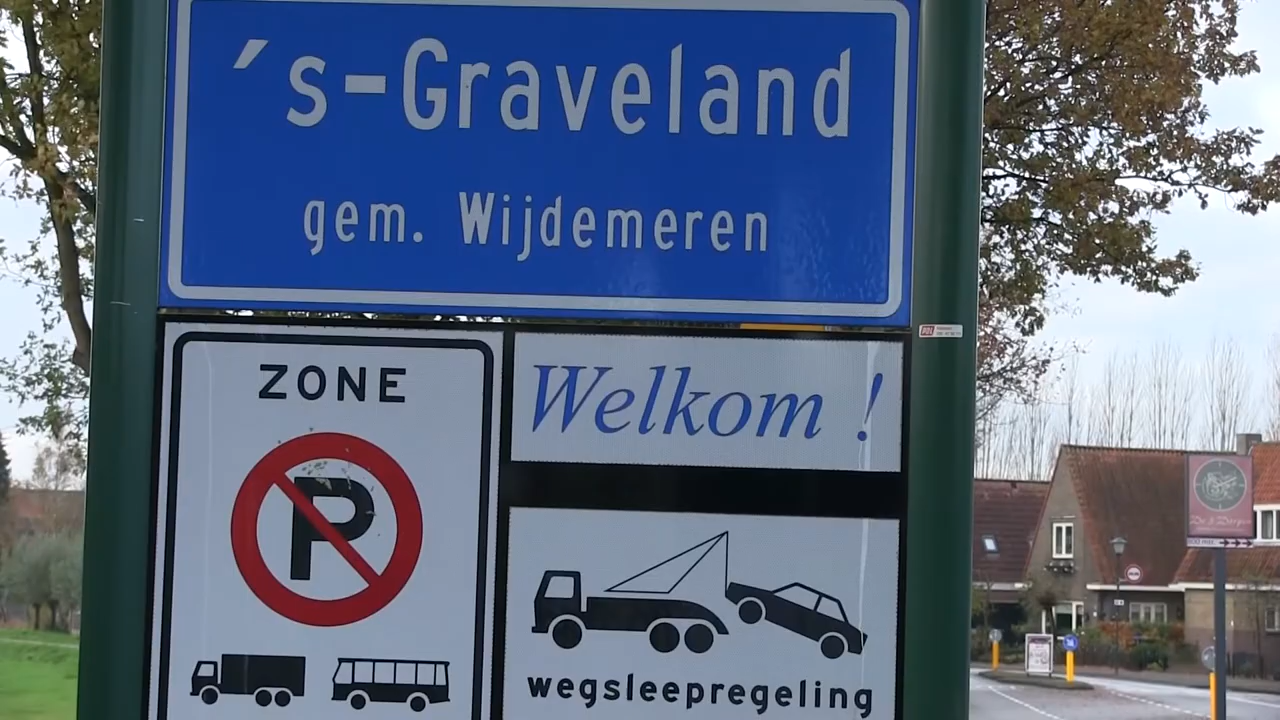 's-Graveland
gem. Wijdemeren
ZONE
P
Welkom !
wegsleepregeling